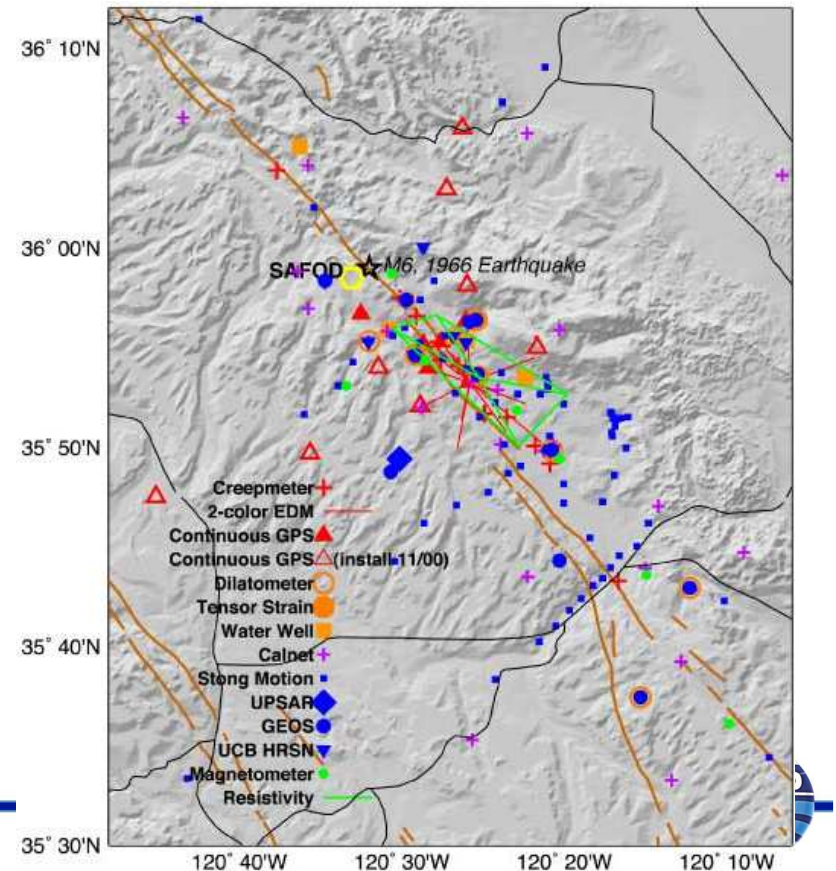 36° 10'N
36° 00'N
SAFOD
M6, 1966 Earthquake
35° 50'N
Creepmeter
2-color EDM
Continuous GPS
Continuous GPS (install 11/00)
Dilatometer
Tensor Strain
Water Well
35° 40'N
Calnet
Stong Motion
UPSAR
GEOS
UCB HRSN
Magnetometer
Resistivity
35° 30'N
120° 40'W 120° 30'W 120° 20'W 120° 10'W